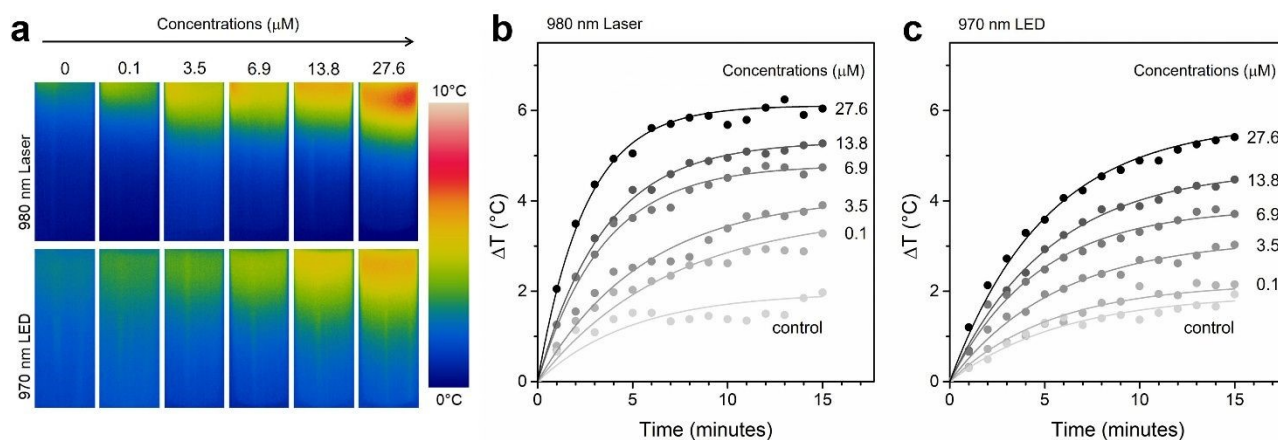 a
Concentrations (μM)
0 0.1 3.5 6.9 13.8 27.6
980 nm Laser
970 nm LED
10°C
0°C
b
980 nm Laser
Concentrations (μM)
27.6
13.8
6.9
3.5
0.1
control
6
4
2
0
ΔT (°C)
0 5 10 15
Time (minutes)
c
970 nm LED
Concentrations (μM)
27.6
13.8
6.9
3.5
0.1
control
6
4
2
0
ΔT (°C)
0 5 10 15
Time (minutes)